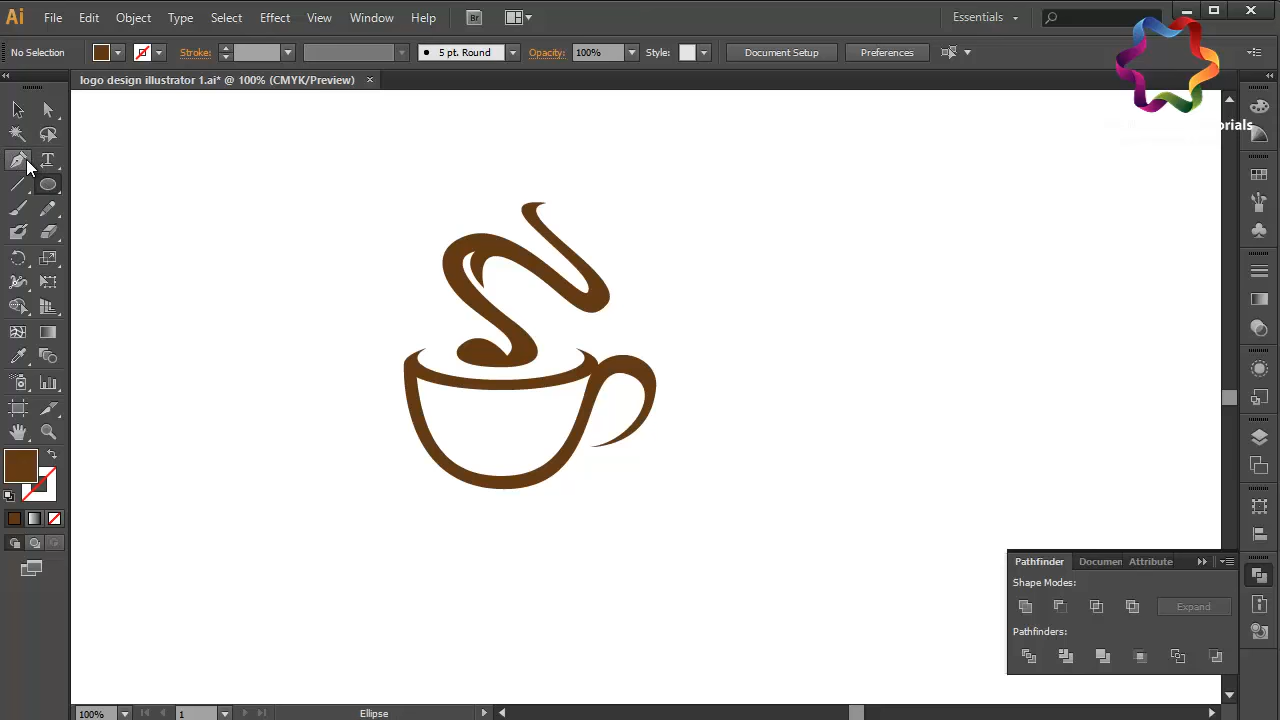 Ai File Edit Object Type Select Effect View Window Help Br Essentials
No Selection Stroke: 5 pt. Round Opacity: 100% Style: Document Setup Preferences
logo design illustrator 1.ai* @ 100% (CMYK/Preview)
orials
Pathfinder Documen Attribute
Shape Modes:
Expand
Pathfinders:
100% 1 Ellipse